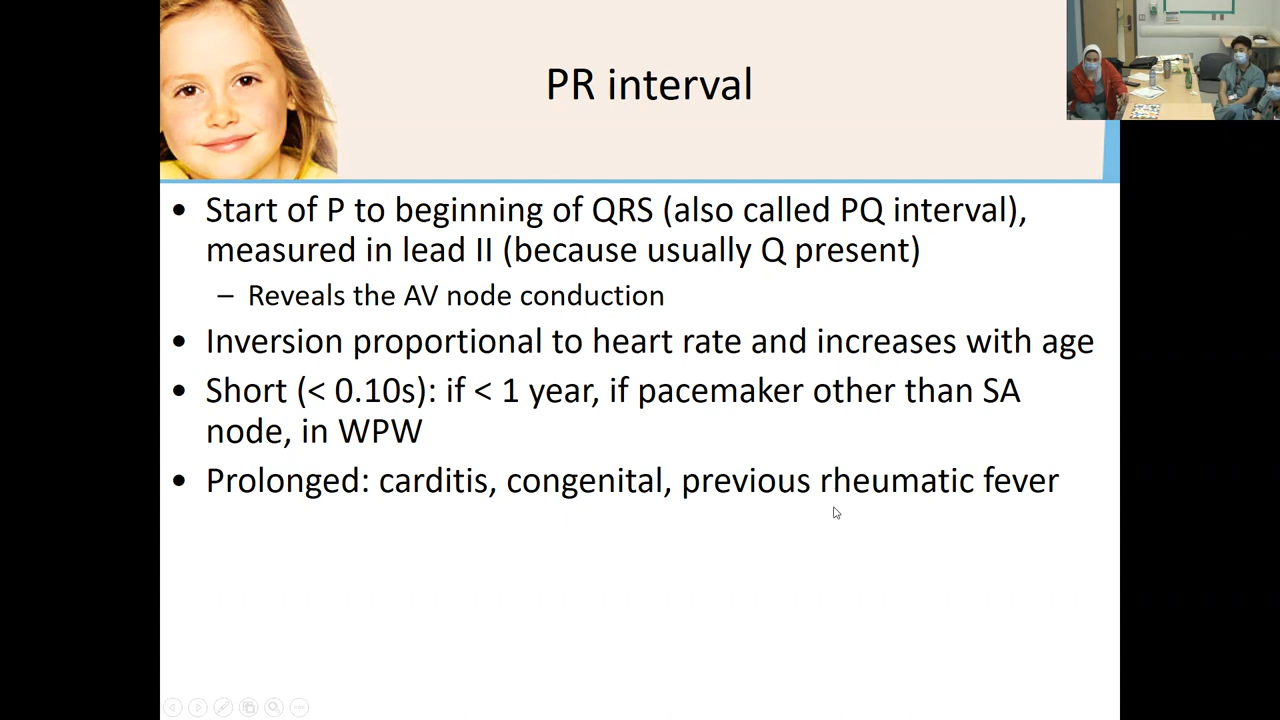 PR interval
• Start of P to beginning of QRS (also called PQ interval),
measured in lead II (because usually Q present)
– Reveals the AV node conduction
• Inversion proportional to heart rate and increases with age
• Short (< 0.10s): if < 1 year, if pacemaker other than SA
node, in WPW
• Prolonged: carditis, congenital, previous rheumatic fever